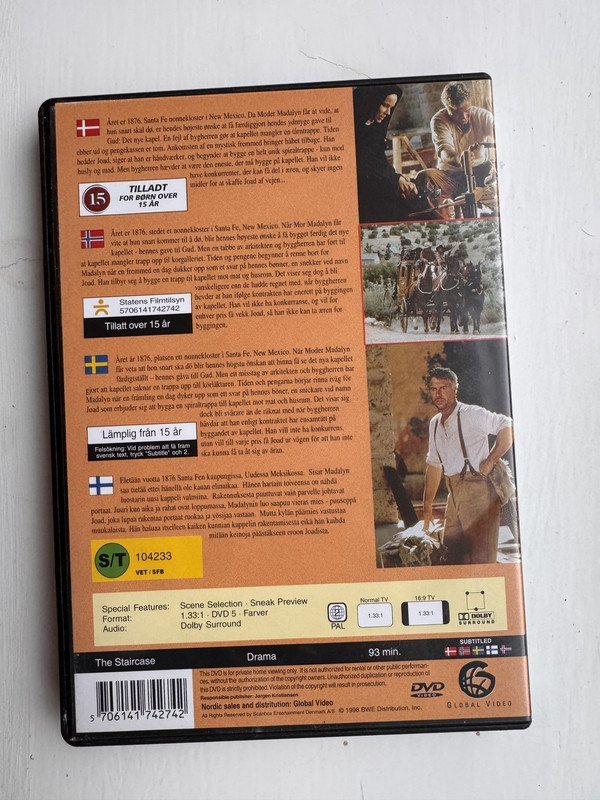 Året er 1876. Santa Fe nonnekloster i New Mexico. Da Moder Madalyn får at vide, at
hun snart skal dø, er hendes højeste ønske at få færdiggjort hendes ydmyge gave til
Gud: Det nye kapel. En fejl af bygherren gør at kapellet mangler en tårntrappe. Tiden
ebber ud og pengekassen er tom. Ankomsten af en mystisk fremmed bringer håbet tilbage. Han
hedder Joad, siger at han er håndværker, og begynder at bygge en helt unik spiraltrappe - kun mod
husly og mad. Men bygherren hævder at være den eneste, der må bygge på kapellet. Han vil ikke
have konkurrenter, der kan få del i æren, og skyer ingen
midler for at skaffe Joad af vejen...
15
TILLADT
FOR BØRN OVER
15 ÅR
Året er 1876, stedet et nonnekloster i Santa Fe, New Mexico. Når Mor Madalyn får
vite at hun snart kommer til å dø, blir hennes høyeste ønske å få bygget ferdig det nye
kapellet - hennes gave til Gud. Men en tabbe av arkitekten og byggherren har ført til
at kapellet mangler trapp opp til korgalleriet. Tiden og pengene begynner å renne bort for
Madalyn når en fremmed en dag dukker opp som et svar på hennes bønner, en snekker ved navn
Joad. Han tilbyr seg å bygge en trapp til kapellet mot mat og husrom. Det viser seg dog å bli
vanskeligere enn de hadde regnet med, når byggherren
hevder at han ifølge kontrakten har enerett på byggingen
av kapellet. Han vil ikke ha konkurranse, og vil for
enhver pris få vekk Joad, så han ikke kan ta æren for
byggingen.
Statens Filmtilsyn
5706141742742
Tillatt over 15 år
Året är 1876, platsen ett nonnekloster i Santa Fe, New Mexico. När Moder Madalyn
får veta att hon snart ska dö blir hennes högsta önskan att hinna få se det nya kapellet
färdigställt – hennes gåva till Gud. Men ett misstag av arkitekten och byggherren har
gjort att kapellet saknar en trappa upp till körläktaren. Tiden och pengarna börjar rinna iväg för
Madalyn när en främling en dag dyker upp som ett svar på hennes böner, en snickare vid namn
Joad som erbjuder sig att bygga en spiraltrappa till kapellet mot mat och husrum. Det visar sig
dock bli svårare än de räknat med när byggherren
hävdar att han enligt kontraktet har ensamrätt på
byggandet av kapellet. Han vill inte ha konkurrens,
utan vill till varje pris få Joad ur vägen för att han inte
ska kunna få ta åt sig av äran.
Lämplig från 15 år
Felsökning: Vid problem att få fram
svensk text, tryck "Subtitle" och 2.
Eletään vuotta 1876 Santa Fen kaupungissa, Uudessa Meksikossa. Sisar Madalyn
saa tietää ettei hänellä ole kauan elinaikaa. Hänen hartain toiveensa on nähdä
luostarin uusi kappeli valmiina. Rakennuksesta puuttuvat vain parvelle johtavat
portaat. Juuri kun aika ja rahat ovat loppumassa, Madalynin luo saapuu vieras mies - puuseppä
Joad, joka lupaa rakentaa portaat ruokaa ja yösijaa vastaan. Mutta kylän päämies vastustaa
muukalaista. Hän haluaa itselleen kaiken kunnian kappelin rakentamisesta eikä hän kaihda
mitään keinoja päästäkseen eroon Joadista.
S/T 104233
VET / SFB
Special Features: Scene Selection · Sneak Preview
Format: 1.33:1 · DVD 5 · Farver
Audio: Dolby Surround
2
PAL
Normal TV
1.33:1
16:9 TV
1.33:1
DOLBY
SURROUND
The Staircase Drama 93 min.
SUBTITLED
This DVD is for private home viewing only. It is not authorized for rental or other public performan-
ces, without the authorization of the copyright owners. Unauthorized duplication or reproduction of
this DVD is strictly prohibited. Violation of the copyright will result in prosecution.
Responsible publisher: Jørgen Kristiansen
Nordic sales and distribution: Global Video
All Rights Reserved by Scanbox Entertainment Danmark A/S © 1998 BWE Distribution, Inc.
DVD
VIDEO
GLOBAL VIDEO
5 706141 742742